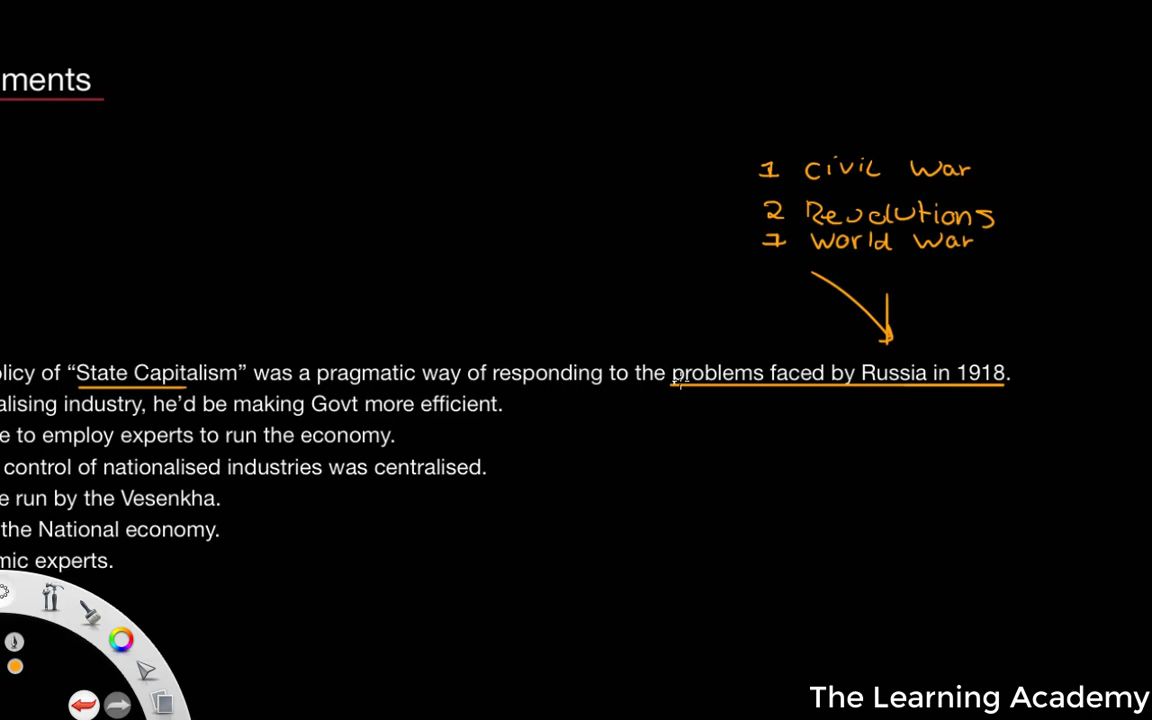 ments
1 Civil War
2 Revolutions
1 World War
olicy of “State Capitalism” was a pragmatic way of responding to the problems faced by Russia in 1918.
alising industry, he’d be making Govt more efficient.
e to employ experts to run the economy.
control of nationalised industries was centralised.
e run by the Vesenkha.
the National economy.
mic experts.
The Learning Academy